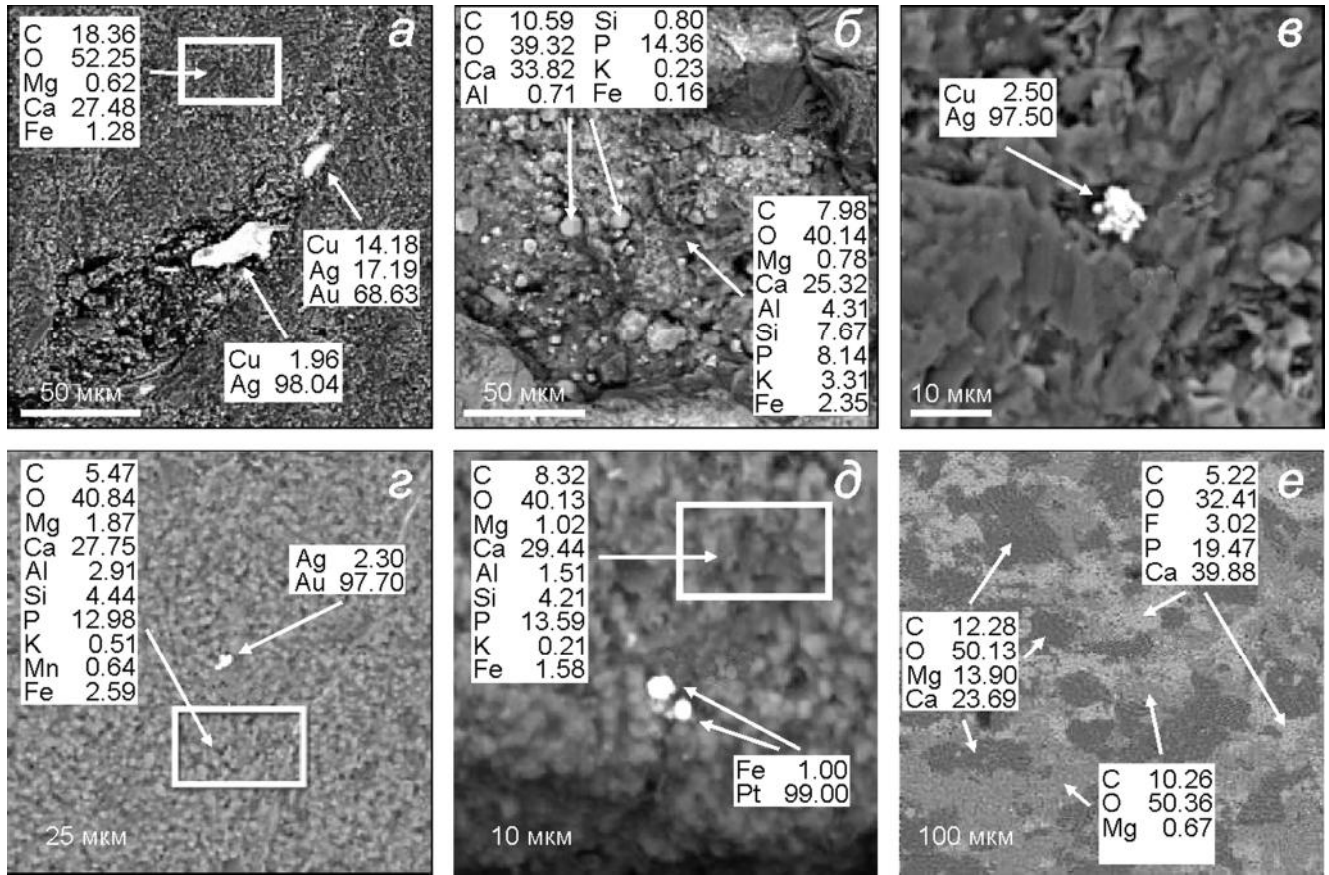 а
C 18.36
O 52.25
Mg 0.62
Ca 27.48
Fe 1.28
Cu 14.18
Ag 17.19
Au 68.63
Cu 1.96
Ag 98.04
50 мкм
б
C 10.59 Si 0.80
O 39.32 P 14.36
Ca 33.82 K 0.23
Al 0.71 Fe 0.16
C 7.98
O 40.14
Mg 0.78
Ca 25.32
Al 4.31
Si 7.67
P 8.14
K 3.31
Fe 2.35
50 мкм
в
Cu 2.50
Ag 97.50
10 мкм
г
C 5.47
O 40.84
Mg 1.87
Ca 27.75
Al 2.91
Si 4.44
P 12.98
K 0.51
Mn 0.64
Fe 2.59
Ag 2.30
Au 97.70
25 мкм
д
C 8.32
O 40.13
Mg 1.02
Ca 29.44
Al 1.51
Si 4.21
P 13.59
K 0.21
Fe 1.58
Fe 1.00
Pt 99.00
10 мкм
е
C 5.22
O 32.41
F 3.02
P 19.47
Ca 39.88
C 12.28
O 50.13
Mg 13.90
Ca 23.69
C 10.26
O 50.36
Mg 0.67
100 мкм